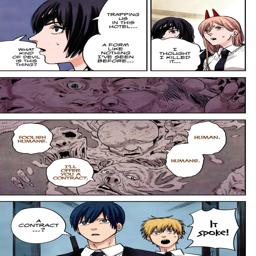 I
THOUGHT
I KILLED
IT....
TRAPPING
US IN
THIS
HOTEL....
A FORM
LIKE
NOTHING
I'VE SEEN
BEFORE...
WHAT
KIND
OF DEVIL
IS THIS
THING?
HUMAN.
FOOLISH
HUMANS.
HUMANS.
I'LL
OFFER
YOU A
CONTRACT.
IT
SPOKE!
A
CONTRACT
...?